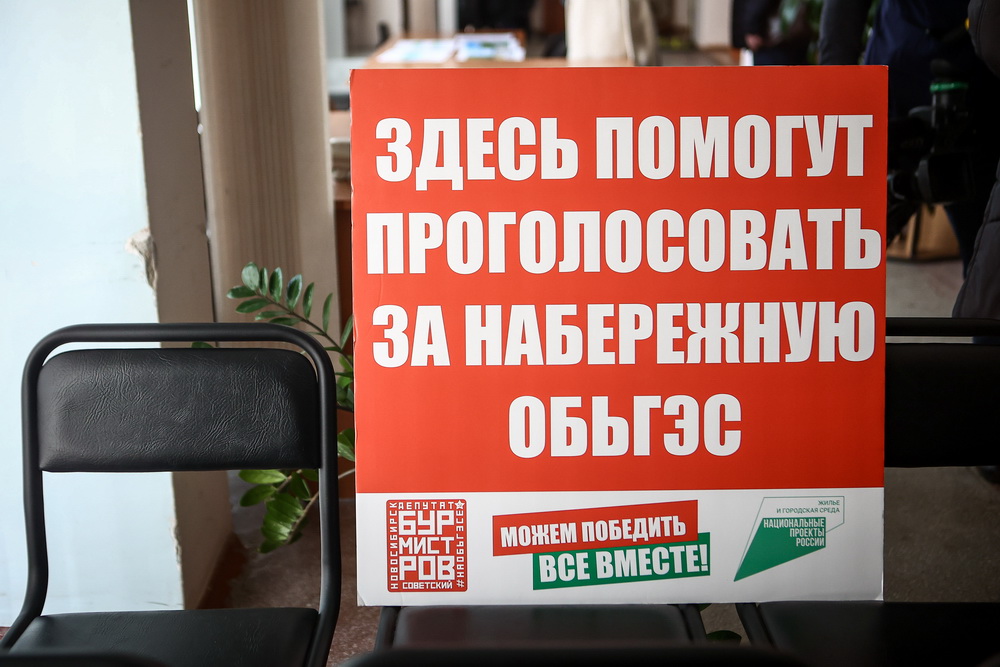 ЗДЕСЬ ПОМОГУТ
ПРОГОЛОСОВАТЬ
ЗА НАБЕРЕЖНУЮ
ОБЬГЭС
НОВОСИБИРСК
ДЕПУТАТ
БУР
МИСТ
РОВ
СОВЕТСКИЙ
#НАОБЬГЭСЕ
МОЖЕМ ПОБЕДИТЬ
ВСЕ ВМЕСТЕ!
ЖИЛЬЕ
И ГОРОДСКАЯ СРЕДА
НАЦИОНАЛЬНЫЕ
ПРОЕКТЫ
РОССИИ